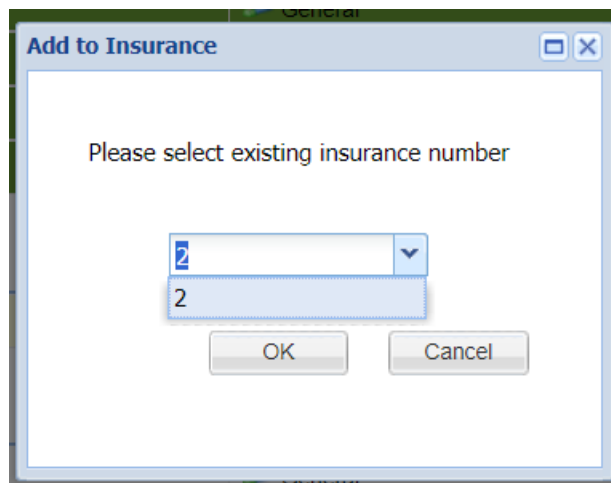 General
Add to Insurance
Please select existing insurance number
2
2
OK
Cancel